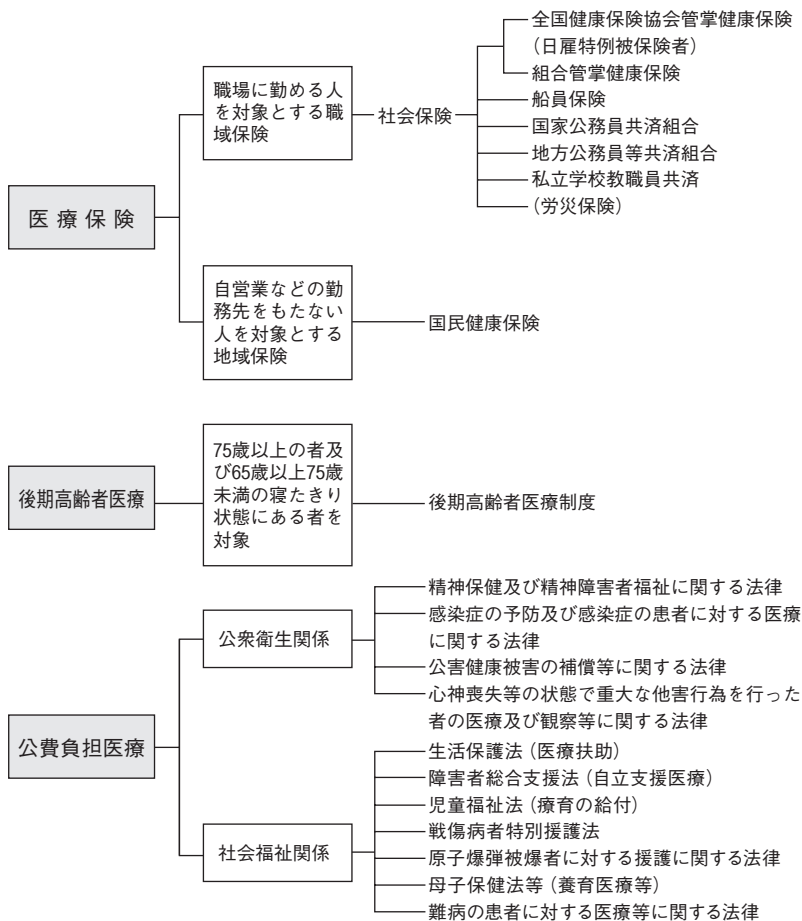 医療保険
職場に勤める人
を対象とする職
域保険
社会保険
全国健康保険協会管掌健康保険
（日雇特例被保険者）
組合管掌健康保険
船員保険
国家公務員共済組合
地方公務員等共済組合
私立学校教職員共済
（労災保険）
自営業などの勤
務先をもたない
人を対象とする
地域保険
国民健康保険
後期高齢者医療
75歳以上の者及
び65歳以上75歳
未満の寝たきり
状態にある者を
対象
後期高齢者医療制度
公費負担医療
公衆衛生関係
精神保健及び精神障害者福祉に関する法律
感染症の予防及び感染症の患者に対する医療
に関する法律
公害健康被害の補償等に関する法律
心神喪失等の状態で重大な他害行為を行った
者の医療及び観察等に関する法律
社会福祉関係
生活保護法（医療扶助）
障害者総合支援法（自立支援医療）
児童福祉法（療育の給付）
戦傷病者特別援護法
原子爆弾被爆者に対する援護に関する法律
母子保健法等（養育医療等）
難病の患者に対する医療等に関する法律